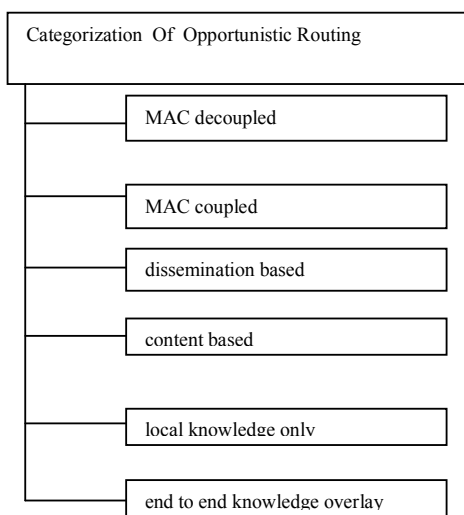 Categorization Of Opportunistic Routing
MAC decoupled
MAC coupled
dissemination based
content based
local knowledge only
end to end knowledge overlay